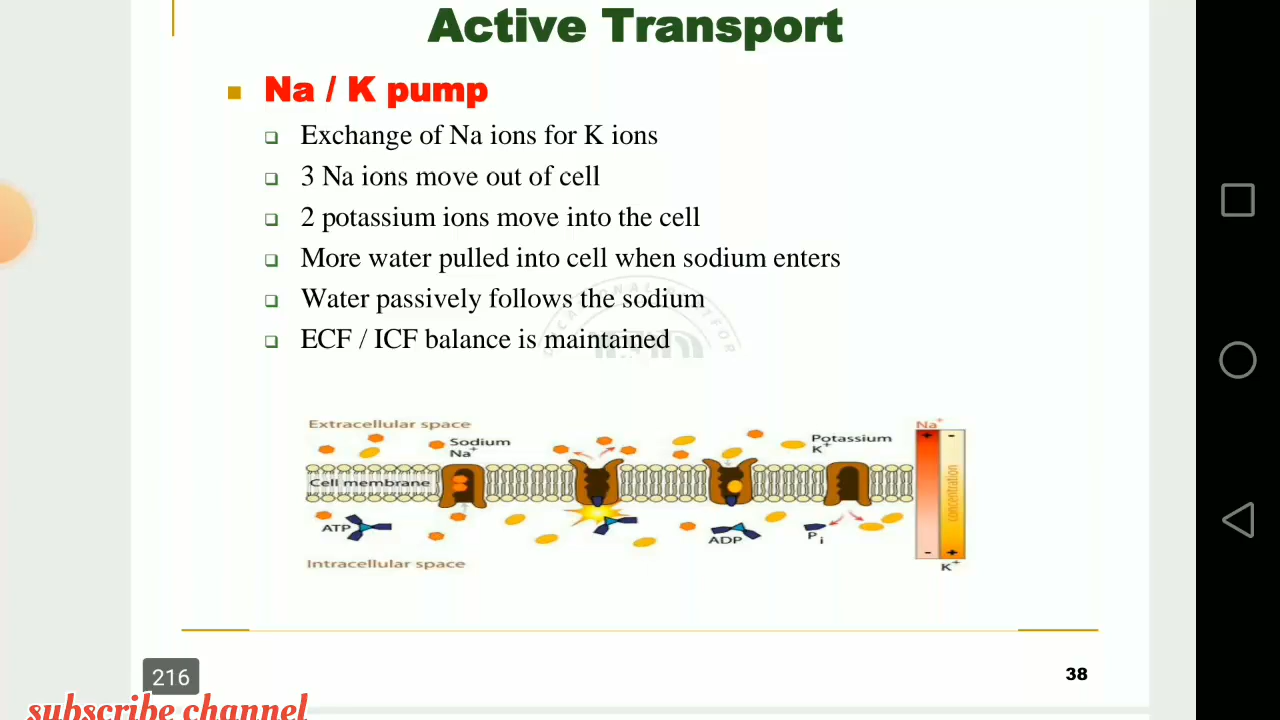 Active Transport
Na / K pump
Exchange of Na ions for K ions
3 Na ions move out of cell
2 potassium ions move into the cell
More water pulled into cell when sodium enters
Water passively follows the sodium
ECF / ICF balance is maintained
Extracellular space
Sodium
Na+
Potassium
K+
Na+
+ -
Cell membrane
concentration
ATP
ADP
Pi
- +
K+
Intracellular space
216
38
subscribe channel